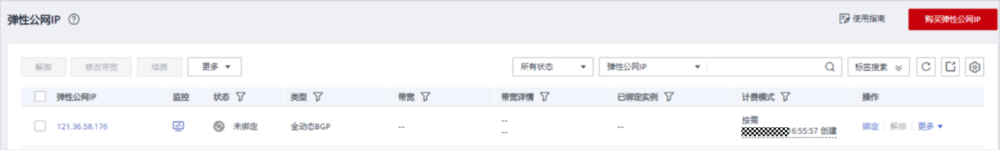 弹性公网IP ?
使用指南
购买弹性公网IP
解绑 修改带宽 续费 更多
所有状态 弹性公网IP 标签搜索
弹性公网IP 监控 状态 类型 带宽 带宽详情 已绑定实例 计费模式 操作
121.36.58.176 未绑定 全动态BGP -- -- -- 按需 绑定 解绑 更多
-- 6:55:57 创建